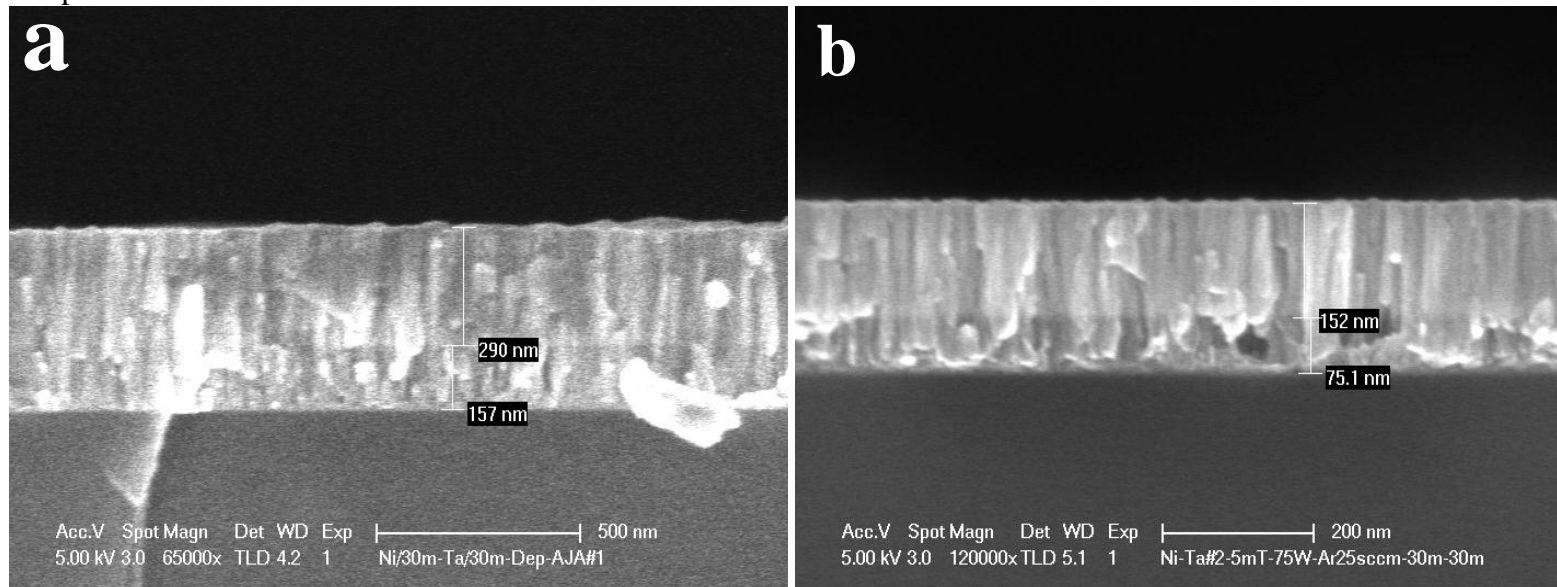 a
290 nm
157 nm
Acc.V Spot Magn Det WD Exp 500 nm
5.00 kV 3.0 65000x TLD 4.2 1 Ni/30m-Ta/30m-Dep-AJA#1
b
152 nm
75.1 nm
Acc.V Spot Magn Det WD Exp 200 nm
5.00 kV 3.0 120000x TLD 5.1 1 Ni-Ta#2-5mT-75W-Ar25sccm-30m-30m